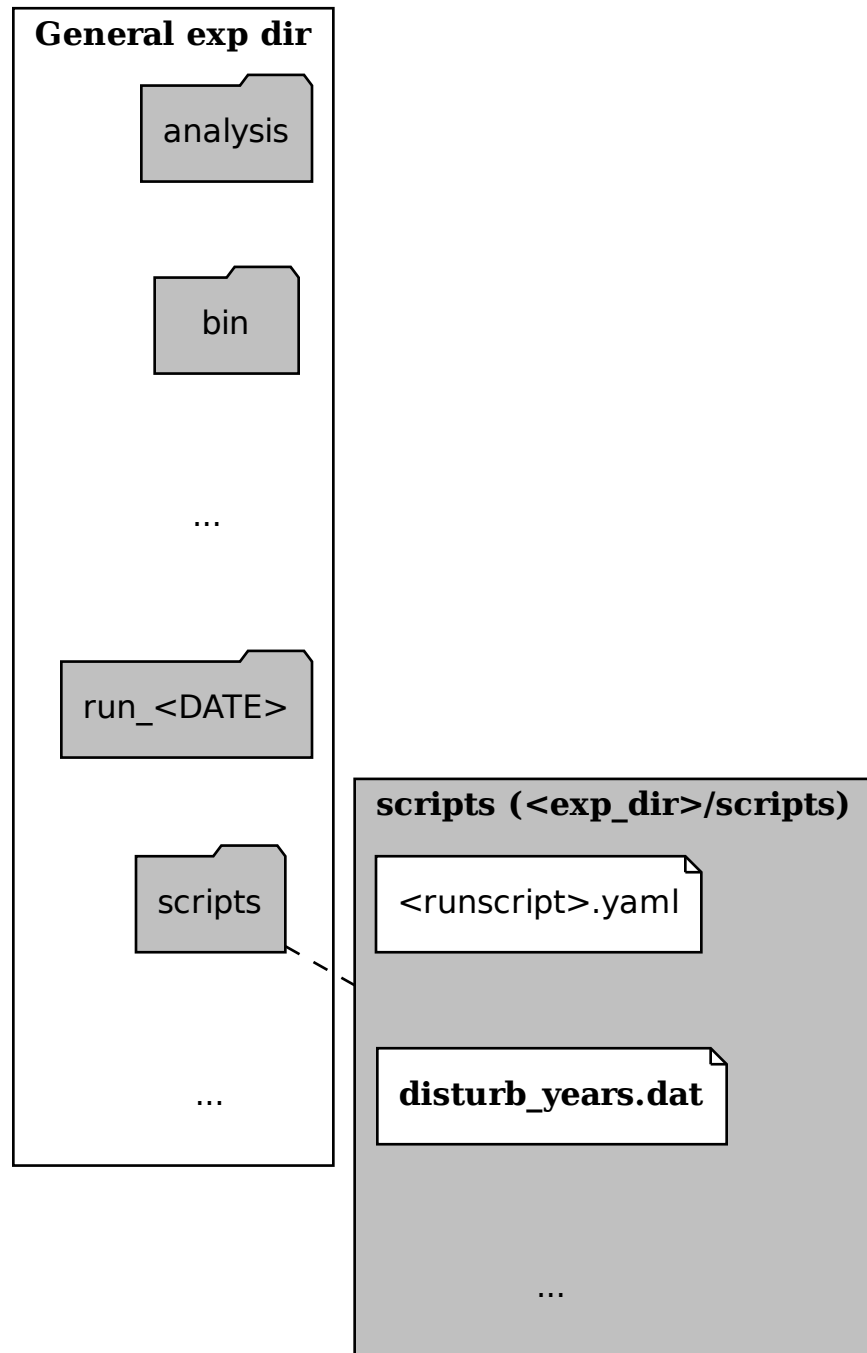 General exp dir
analysis
bin
...
run_<DATE>
scripts
...
scripts (<exp_dir>/scripts)
<runscript>.yaml
disturb_years.dat
...